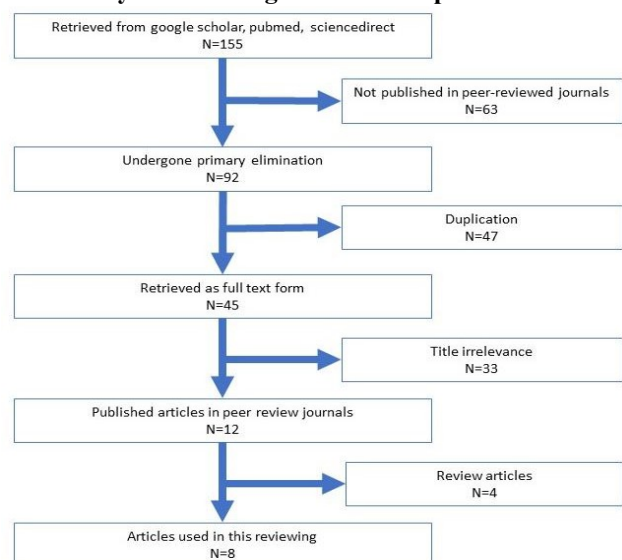 Retrieved from google scholar, pubmed, sciencedirect
N=155
Not published in peer-reviewed journals
N=63
Undergone primary elimination
N=92
Duplication
N=47
Retrieved as full text form
N=45
Title irrelevance
N=33
Published articles in peer review journals
N=12
Review articles
N=4
Articles used in this reviewing
N=8